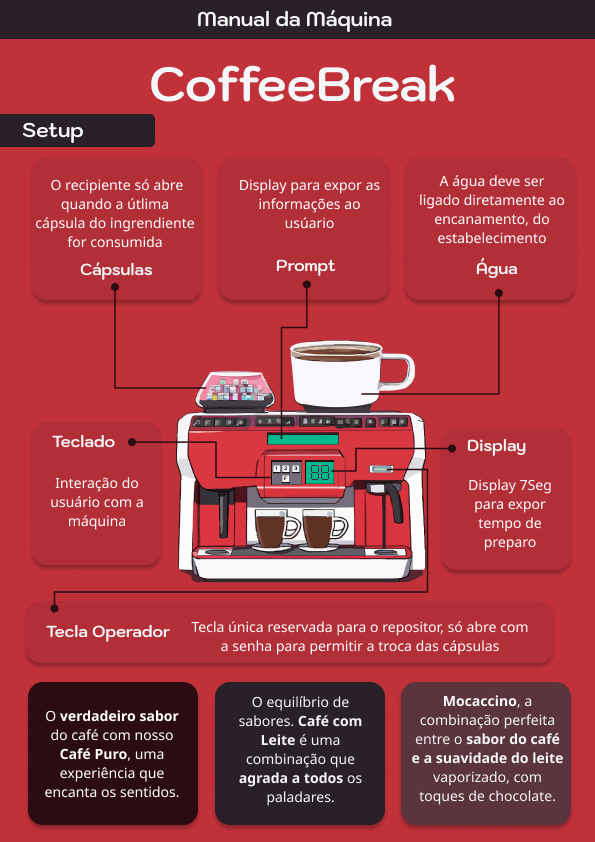 Manual da Máquina
CoffeeBreak
Setup
O recipiente só abre
quando a útlima
cápsula do ingrendiente
for consumida
Cápsulas
Display para expor as
informações ao
usúario
Prompt
A água deve ser
ligado diretamente ao
encanamento, do
estabelecimento
Água
Teclado
Interação do
usuário com a
máquina
1 2 3
F
88
Display
Display 7Seg
para expor
tempo de
preparo
Tecla Operador
Tecla única reservada para o repositor, só abre com
a senha para permitir a troca das cápsulas
O verdadeiro sabor
do café com nosso
Café Puro, uma
experiência que
encanta os sentidos.
O equilíbrio de
sabores. Café com
Leite é uma
combinação que
agrada a todos os
paladares.
Mocaccino, a
combinação perfeita
entre o sabor do café
e a suavidade do leite
vaporizado, com
toques de chocolate.